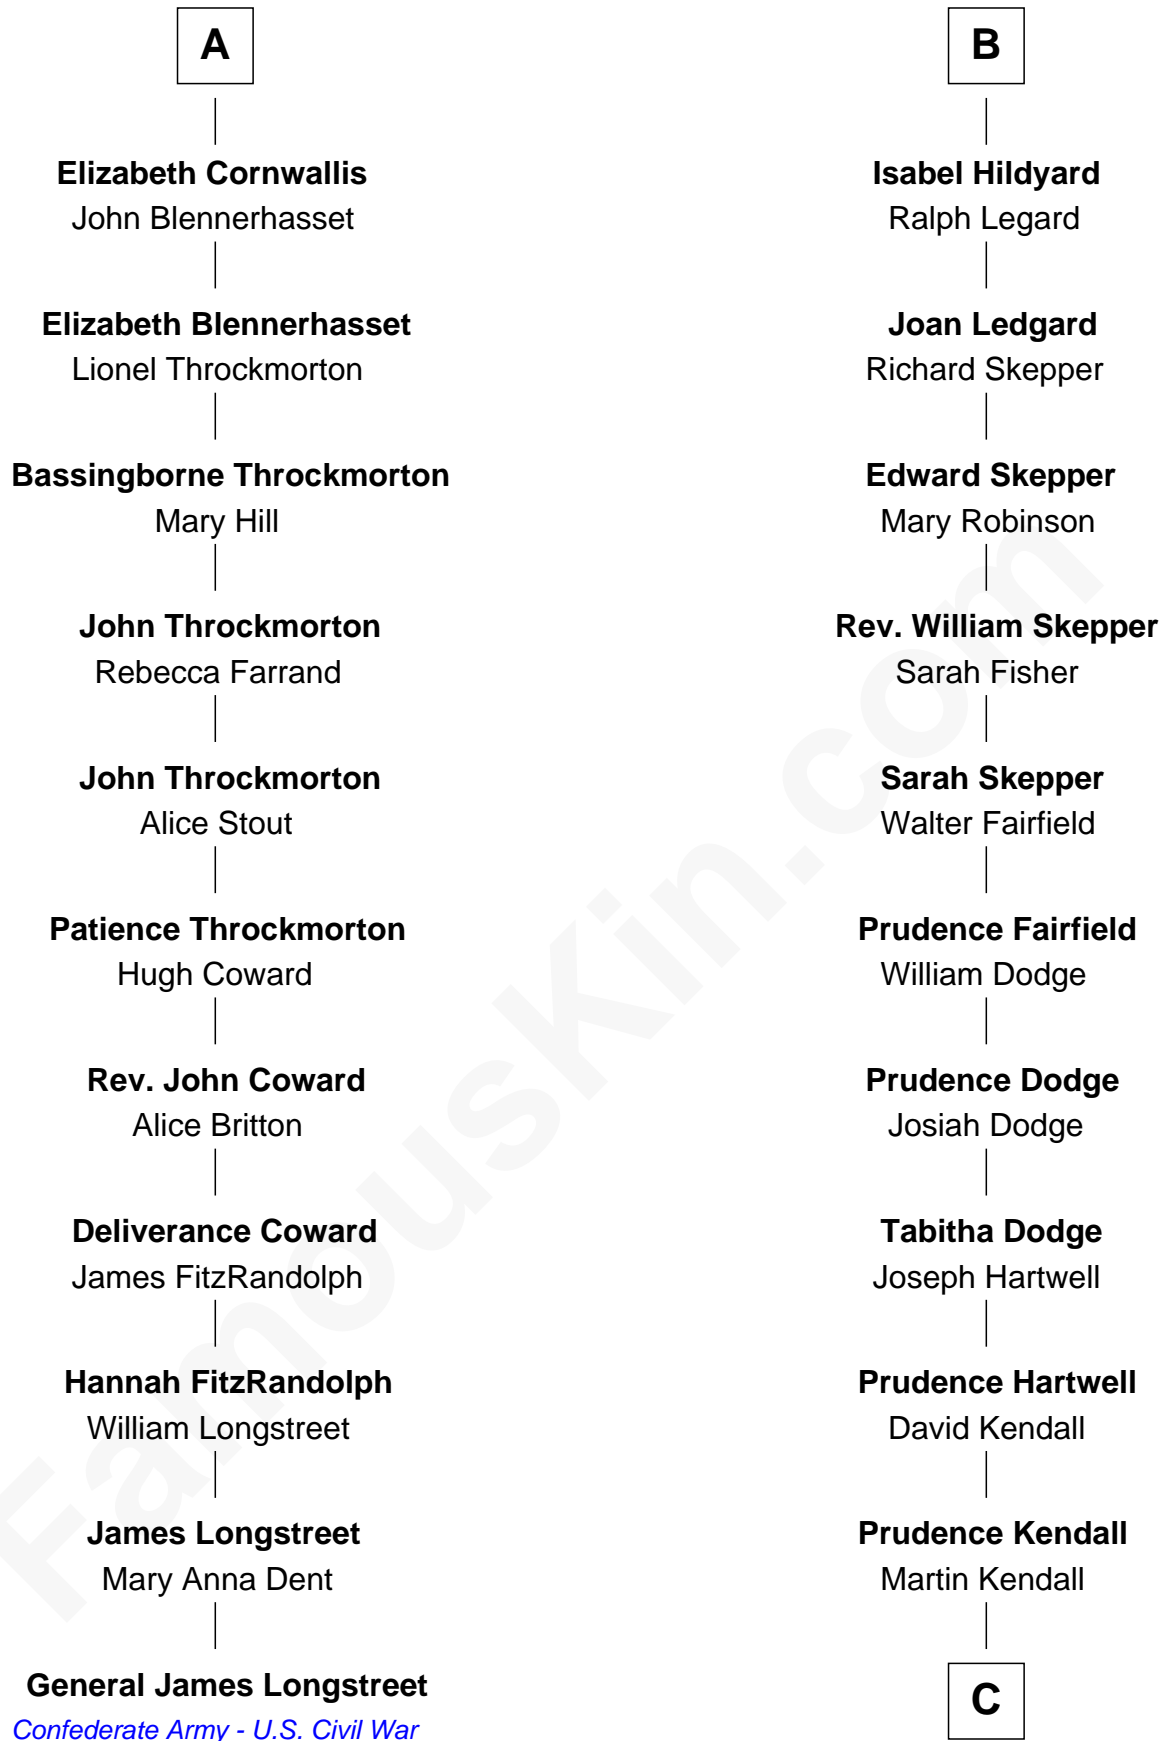 A
Elizabeth Cornwallis
John Blennerhasset
Elizabeth Blennerhasset
Lionel Throckmorton
Bassingborne Throckmorton
Mary Hill
John Throckmorton
Rebecca Farrand
John Throckmorton
Alice Stout
Patience Throckmorton
Hugh Coward
Rev. John Coward
Alice Britton
Deliverance Coward
James FitzRandolph
Hannah FitzRandolph
William Longstreet
James Longstreet
Mary Anna Dent
General James Longstreet
Confederate Army - U.S. Civil War
B
Isabel Hildyard
Ralph Legard
Joan Ledgard
Richard Skepper
Edward Skepper
Mary Robinson
Rev. William Skepper
Sarah Fisher
Sarah Skepper
Walter Fairfield
Prudence Fairfield
William Dodge
Prudence Dodge
Josiah Dodge
Tabitha Dodge
Joseph Hartwell
Prudence Hartwell
David Kendall
Prudence Kendall
Martin Kendall
C
FamousKin.com